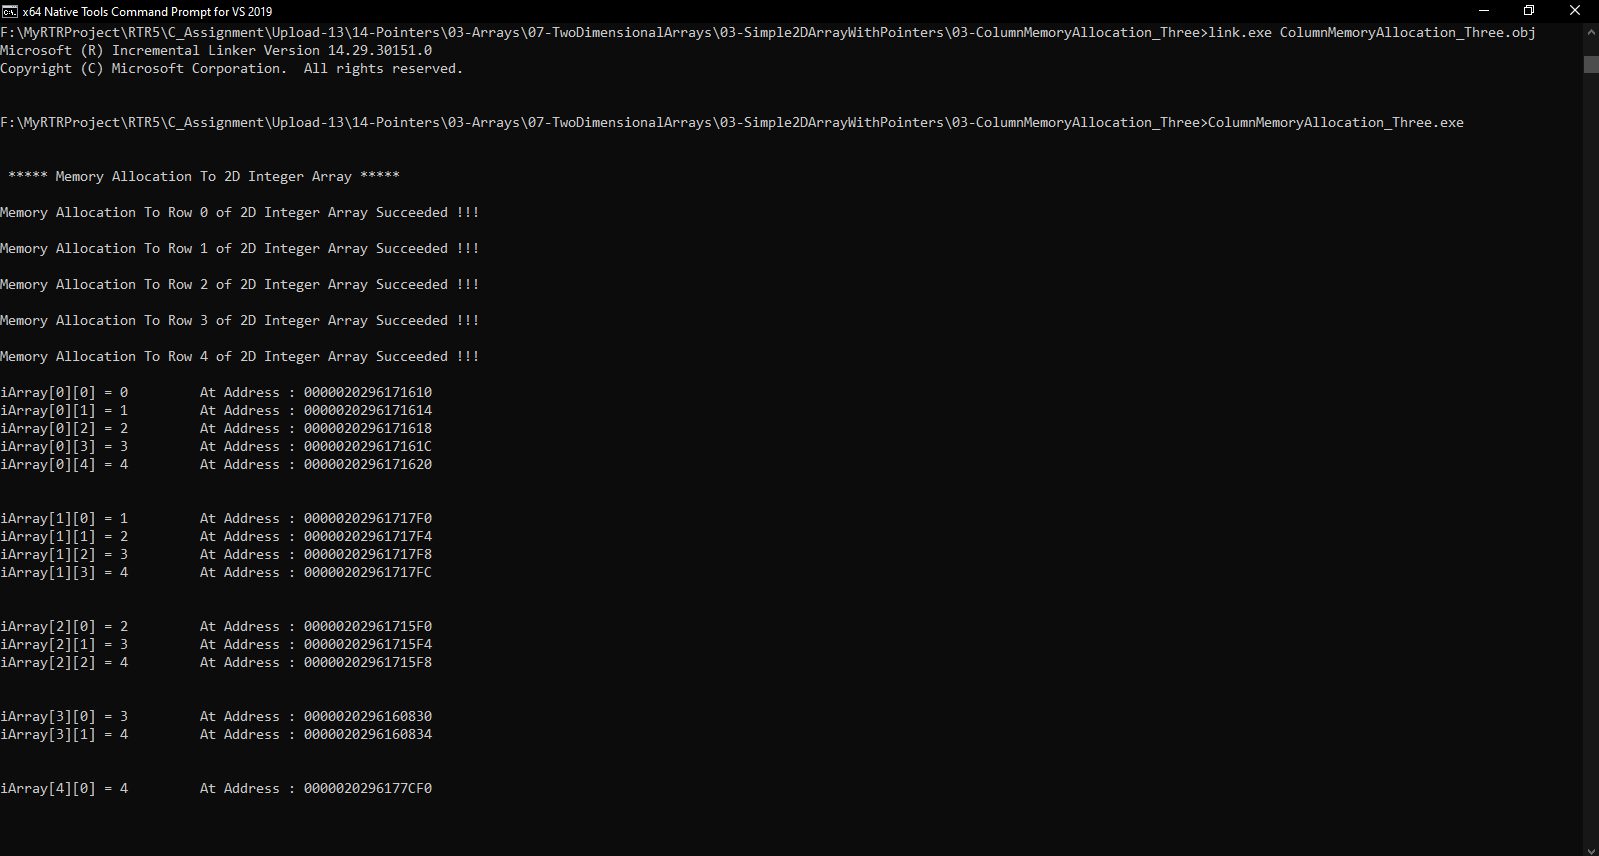 x64 Native Tools Command Prompt for VS 2019
F:\MyRTRProject\RTR5\C_Assignment\Upload-13\14-Pointers\03-Arrays\07-TwoDimensionalArrays\03-Simple2DArrayWithPointers\03-ColumnMemoryAllocation_Three>link.exe ColumnMemoryAllocation_Three.obj
Microsoft (R) Incremental Linker Version 14.29.30151.0
Copyright (C) Microsoft Corporation.  All rights reserved.
F:\MyRTRProject\RTR5\C_Assignment\Upload-13\14-Pointers\03-Arrays\07-TwoDimensionalArrays\03-Simple2DArrayWithPointers\03-ColumnMemoryAllocation_Three>ColumnMemoryAllocation_Three.exe
***** Memory Allocation To 2D Integer Array *****
Memory Allocation To Row 0 of 2D Integer Array Succeeded !!!
Memory Allocation To Row 1 of 2D Integer Array Succeeded !!!
Memory Allocation To Row 2 of 2D Integer Array Succeeded !!!
Memory Allocation To Row 3 of 2D Integer Array Succeeded !!!
Memory Allocation To Row 4 of 2D Integer Array Succeeded !!!
iArray[0][0] = 0         At Address : 0000020296171610
iArray[0][1] = 1         At Address : 0000020296171614
iArray[0][2] = 2         At Address : 0000020296171618
iArray[0][3] = 3         At Address : 000002029617161C
iArray[0][4] = 4         At Address : 0000020296171620
iArray[1][0] = 1         At Address : 00000202961717F0
iArray[1][1] = 2         At Address : 00000202961717F4
iArray[1][2] = 3         At Address : 00000202961717F8
iArray[1][3] = 4         At Address : 00000202961717FC
iArray[2][0] = 2         At Address : 00000202961715F0
iArray[2][1] = 3         At Address : 00000202961715F4
iArray[2][2] = 4         At Address : 00000202961715F8
iArray[3][0] = 3         At Address : 0000020296160830
iArray[3][1] = 4         At Address : 0000020296160834
iArray[4][0] = 4         At Address : 0000020296177CF0